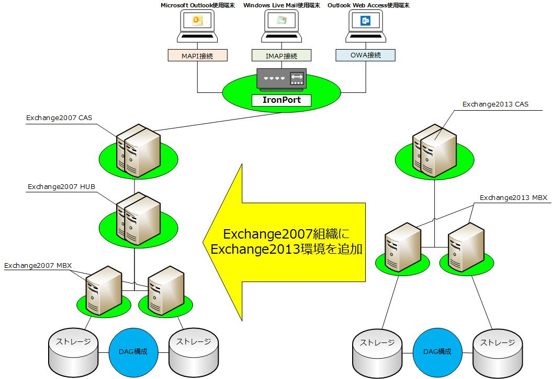 Microsoft Outlook使用端末
Windows Live Mail使用端末
Outlook Web Access使用端末
MAPI接続
IMAP接続
OWA接続
IronPort
Exchange2007 CAS
Exchange2013 CAS
Exchange2007 HUB
Exchange2013 MBX
Exchange2007組織に
Exchange2013環境を追加
Exchange2007 MBX
ストレージ
DAG構成
ストレージ
ストレージ
DAG構成
ストレージ